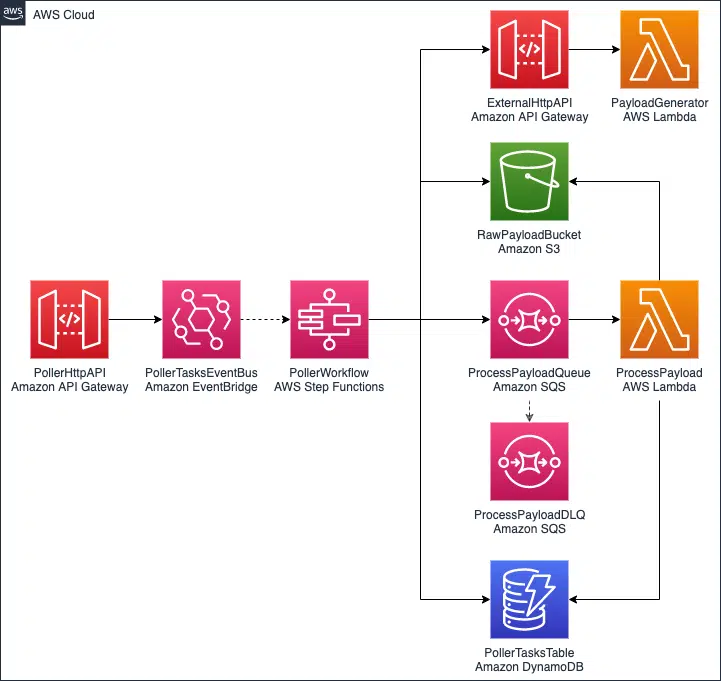 aws
AWS Cloud
ExternalHttpAPI
Amazon API Gateway
PayloadGenerator
AWS Lambda
RawPayloadBucket
Amazon S3
PollerHttpAPI
Amazon API Gateway
PollerTasksEventBus
Amazon EventBridge
PollerWorkflow
AWS Step Functions
ProcessPayloadQueue
Amazon SQS
ProcessPayload
AWS Lambda
ProcessPayloadDLQ
Amazon SQS
PollerTasksTable
Amazon DynamoDB